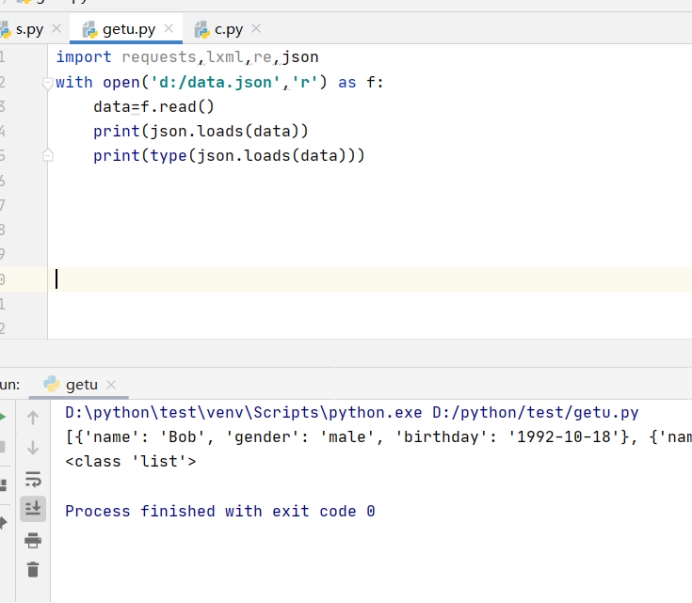 s.py getu.py c.py
1 import requests,lxml,re,json
2 with open('d:/data.json','r') as f:
3 data=f.read()
4 print(json.loads(data))
5 print(type(json.loads(data)))
6
7
8
9
0
1
2
un: getu
D:\python\test\venv\Scripts\python.exe D:/python/test/getu.py
[{'name': 'Bob', 'gender': 'male', 'birthday': '1992-10-18'}, {'nam
<class 'list'>
Process finished with exit code 0